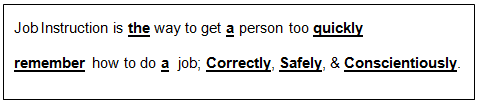 Job Instruction is the way to get a person too quickly
remember how to do a job; Correctly, Safely, & Conscientiously.